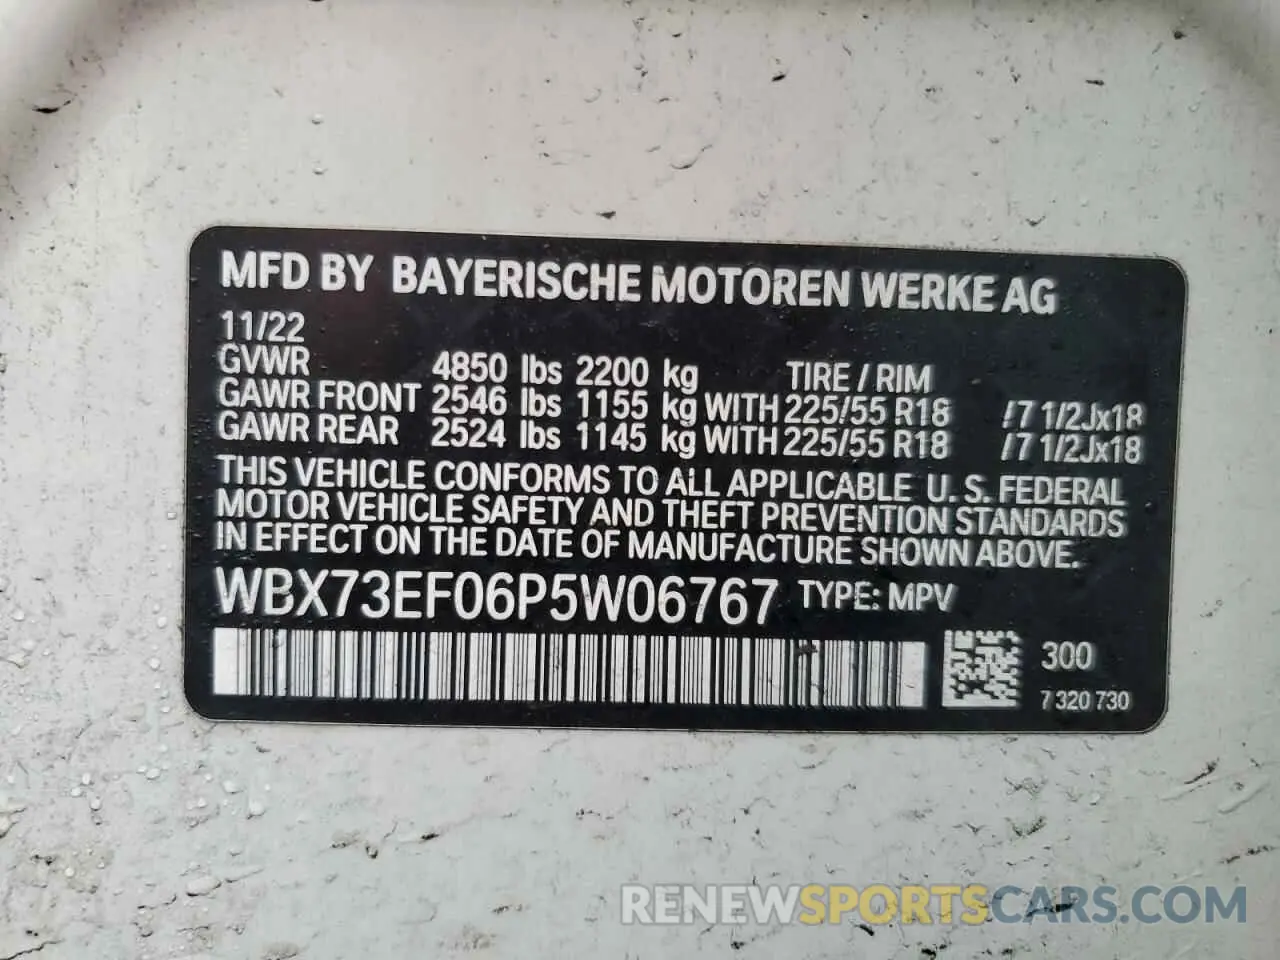 MFD BY BAYERISCHE MOTOREN WERKE AG
11/22
GVWR 4850 lbs 2200 kg TIRE / RIM
GAWR FRONT 2546 lbs 1155 kg WITH 225/55 R18 /7 1/2Jx18
GAWR REAR 2524 lbs 1145 kg WITH 225/55 R18 /7 1/2Jx18
THIS VEHICLE CONFORMS TO ALL APPLICABLE U. S. FEDERAL
MOTOR VEHICLE SAFETY AND THEFT PREVENTION STANDARDS
IN EFFECT ON THE DATE OF MANUFACTURE SHOWN ABOVE.
WBX73EF06P5W06767 TYPE: MPV
300
7 320 730
RENEWSPORTSCARS.COM